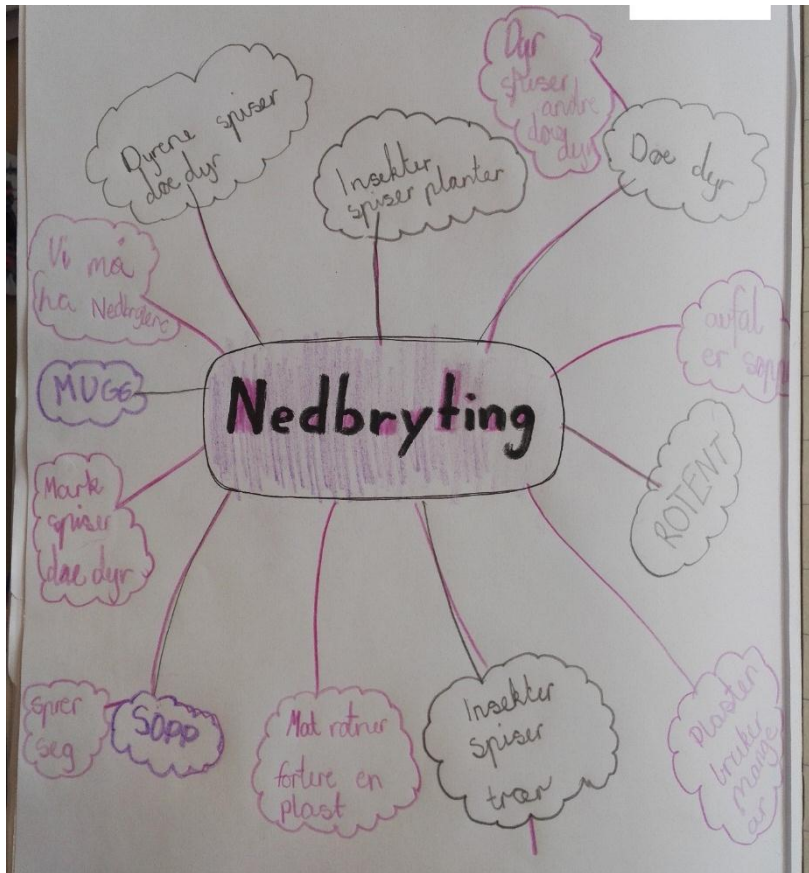 Dyrene spiser
døe dyr
Insekter
spiser planter
Dyr
spiser
andre
døe
dyr
Døe dyr
Vi må
ha Nedbrytere
MUGG
Nedbryting
avfal
er søppel
ROTENT
Mark
spiser
døe dyr
sprer
seg
SOPP
Mat rotner
fortere en
plast
Insekter
spiser
trær
Plasten
bruker
mange
år